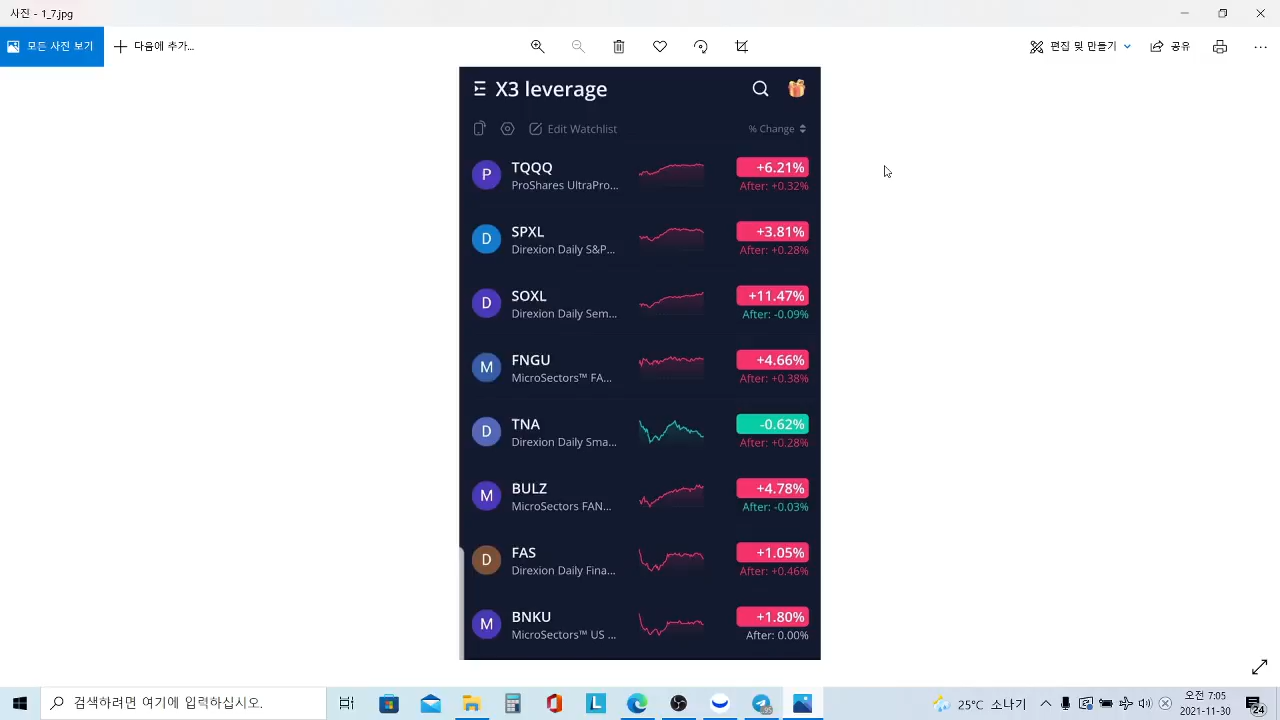 사진 - 1_.jpg
모든 사진 보기
다음에 추가...
편집 및 만들기
공유
X3 leverage
Edit Watchlist
% Change
P
TQQQ
+6.21%
ProShares UltraPro...
After: +0.32%
D
SPXL
+3.81%
Direxion Daily S&P...
After: +0.28%
D
SOXL
+11.47%
Direxion Daily Sem...
After: -0.09%
M
FNGU
+4.66%
MicroSectors™ FA...
After: +0.38%
D
TNA
-0.62%
Direxion Daily Sma...
After: +0.28%
M
BULZ
+4.78%
MicroSectors FAN...
After: -0.03%
D
FAS
+1.05%
Direxion Daily Fina...
After: +0.46%
M
BNKU
+1.80%
MicroSectors™ US ...
After: 0.00%
검색하려면 여기에 입력하십시오.
L
25°C 소나기
A
오전 7:05
2021-11-30